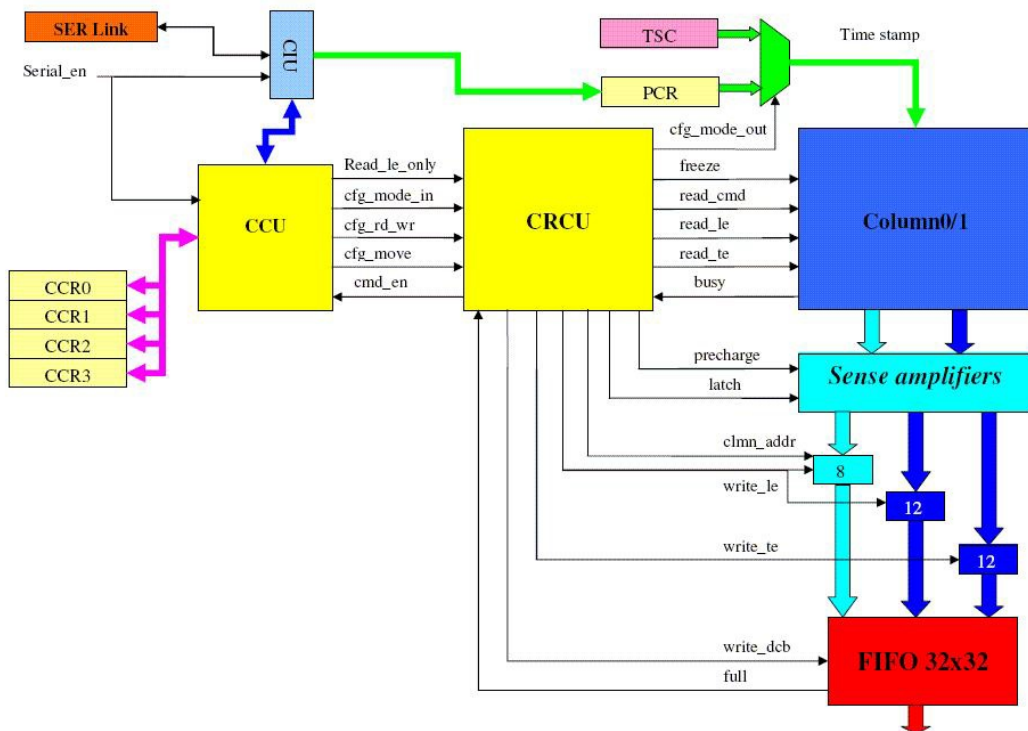 SER Link
CIU
TSC
Time stamp
Serial_en
PCR
cfg_mode_out
Read_le_only
freeze
cfg_mode_in
read_cmd
CCU
CRCU
Column0/1
cfg_rd_wr
read_le
cfg_move
read_te
cmd_en
busy
CCR0
CCR1
CCR2
CCR3
precharge
Sense amplifiers
latch
clmn_addr
8
write_le
12
write_te
12
write_dcb
FIFO 32x32
full